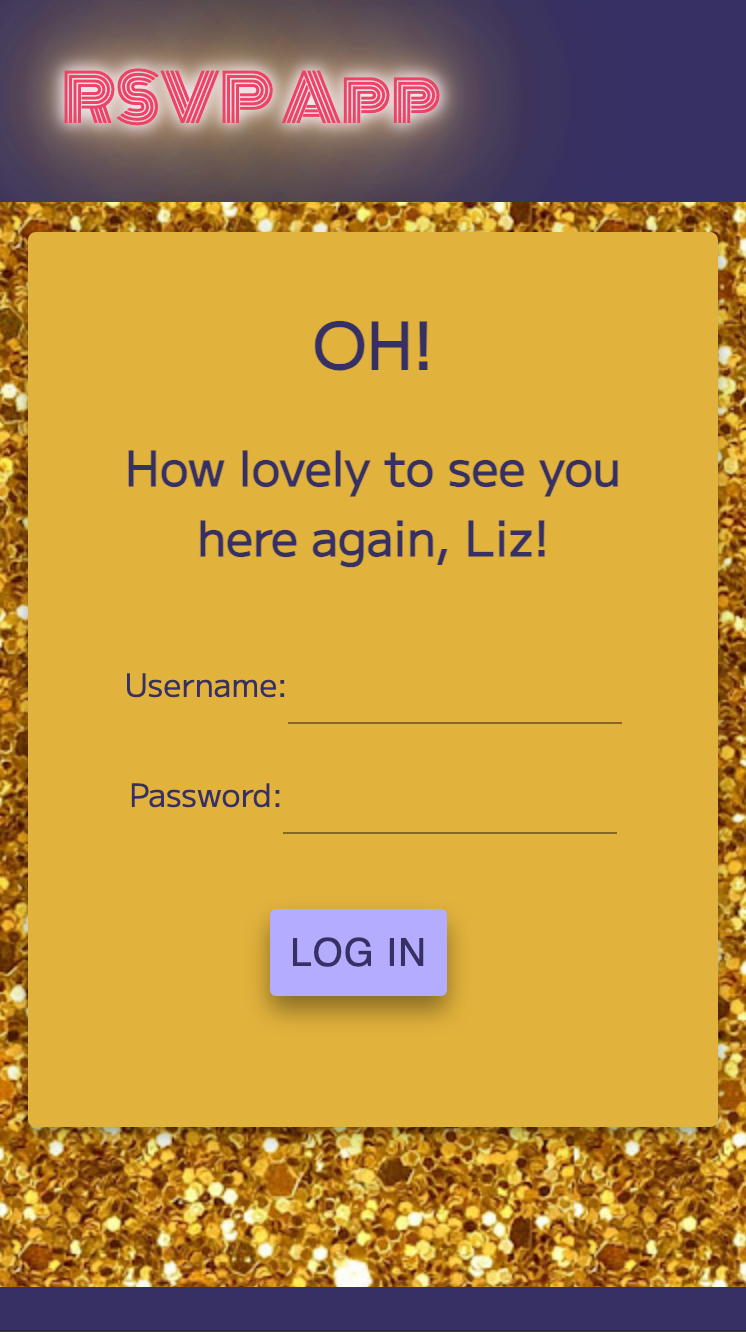 RSVP App
OH!
How lovely to see you
here again, Liz!
Username:
Password:
LOG IN